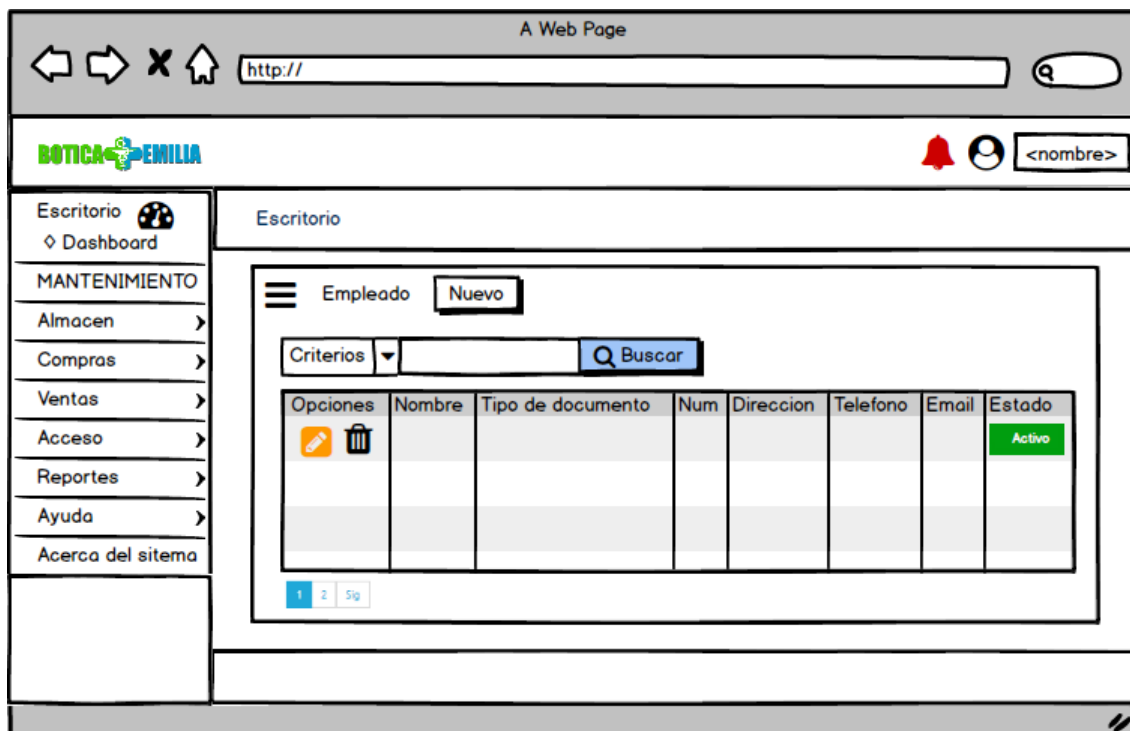 A Web Page
http://
BOTICA EMILIA
<nombre>
Escritorio
◊ Dashboard
MANTENIMIENTO
Almacen
Compras
Ventas
Acceso
Reportes
Ayuda
Acerca del sitema
Escritorio
Empleado Nuevo
Criterios Buscar
Opciones Nombre Tipo de documento Num Direccion Telefono Email Estado
Activo
1 2 Sig